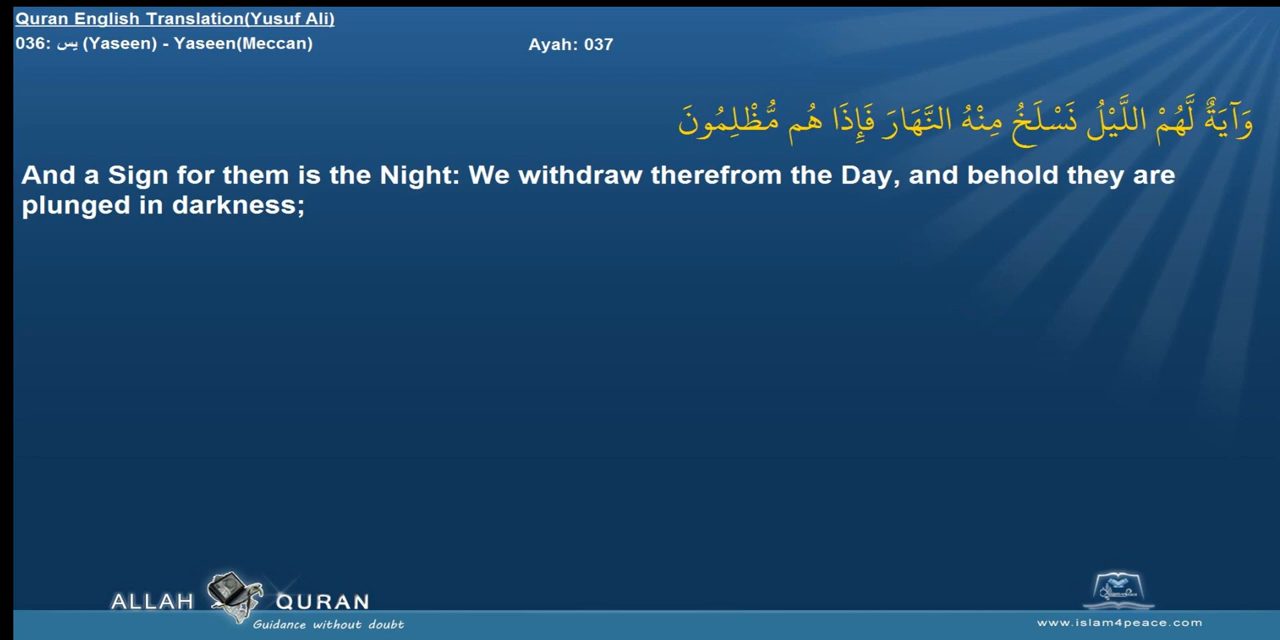 Quran English Translation(Yusuf Ali)
036: يس (Yaseen) - Yaseen(Meccan) Ayah: 037
وَآيَةٌ لَّهُمْ اللَّيْلُ نَسْلَخُ مِنْهُ النَّهَارَ فَإِذَا هُم مُّظْلِمُونَ
And a Sign for them is the Night: We withdraw therefrom the Day, and behold they are
plunged in darkness;
ALLAH QURAN
Guidance without doubt
www.islam4peace.com